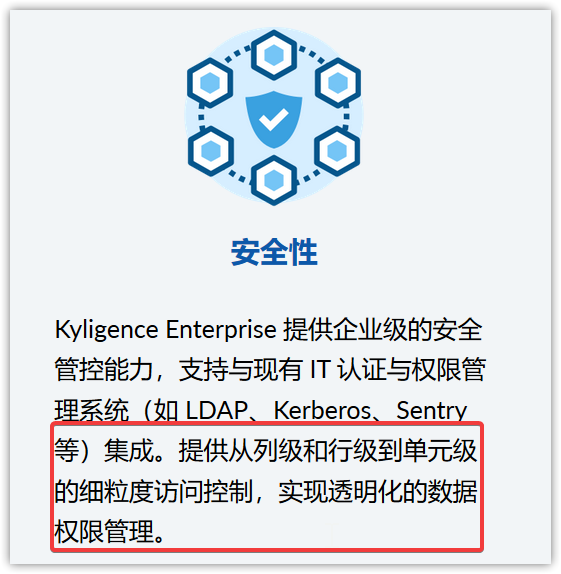 安全性
Kyligence Enterprise 提供企业级的安全
管控能力，支持与现有 IT 认证与权限管
理系统（如 LDAP、Kerberos、Sentry
等）集成。提供从列级和行级到单元级
的细粒度访问控制，实现透明化的数据
权限管理。